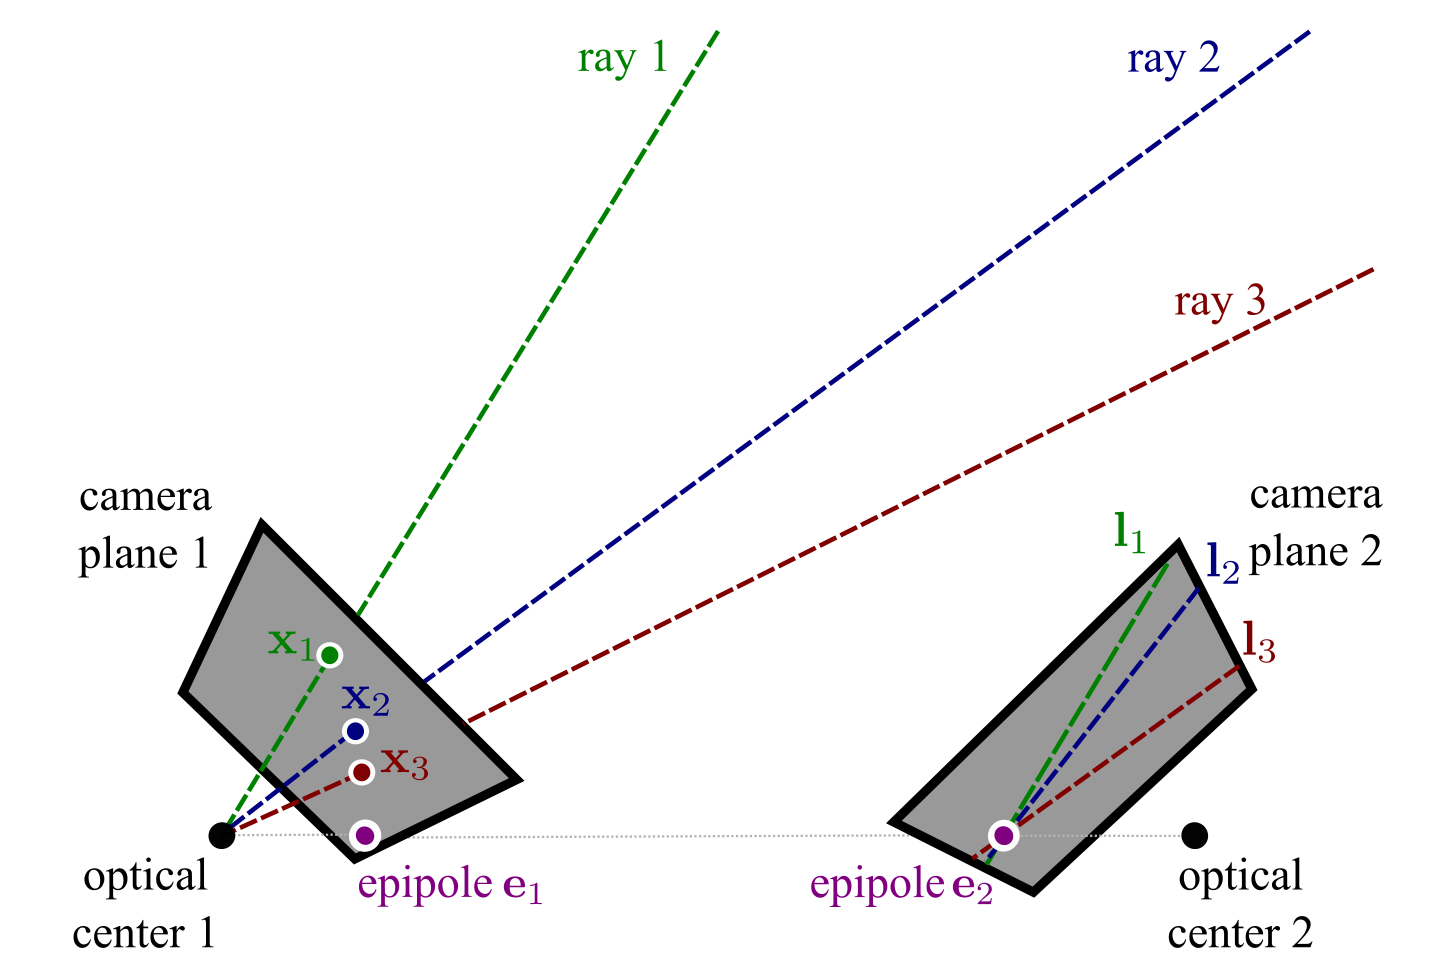 ray 1
ray 2
ray 3
camera
plane 1
camera
plane 2
l₁
l₂
l₃
x₁
x₂
x₃
epipole e₁
epipole e₂
optical
center 1
optical
center 2